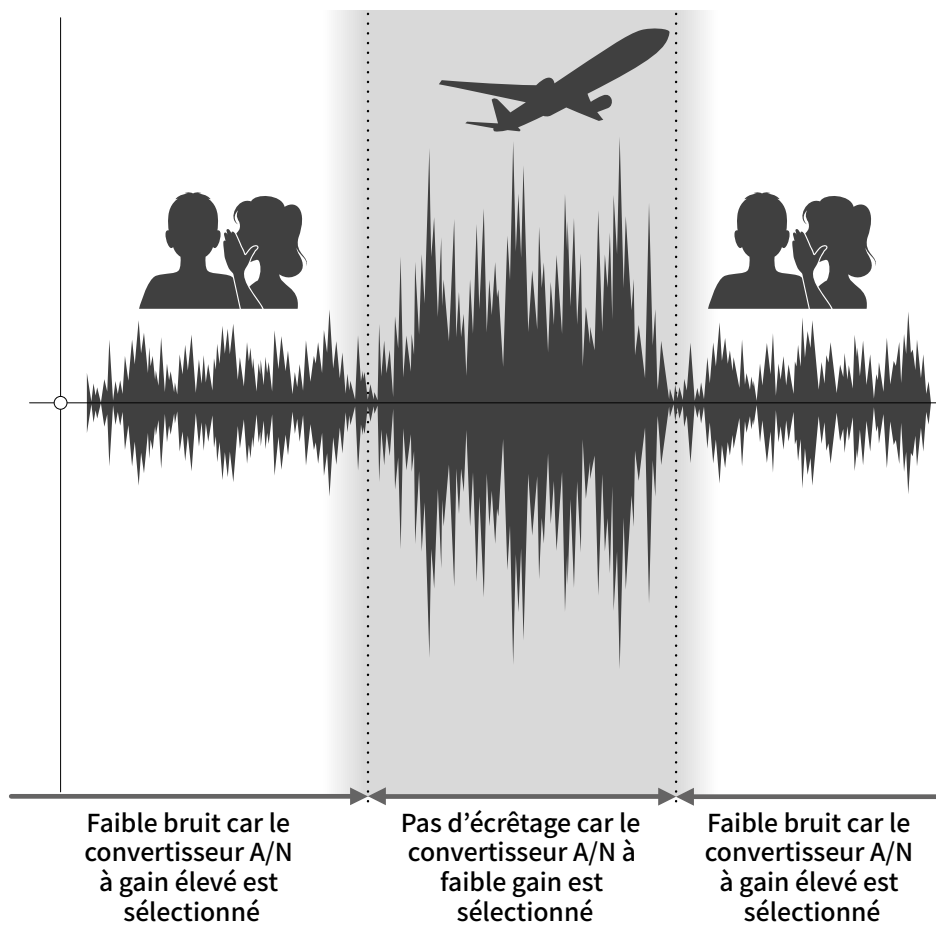 Faible bruit car le
convertisseur A/N
à gain élevé est
sélectionné
Pas d’écrêtage car le
convertisseur A/N à
faible gain est
sélectionné
Faible bruit car le
convertisseur A/N
à gain élevé est
sélectionné